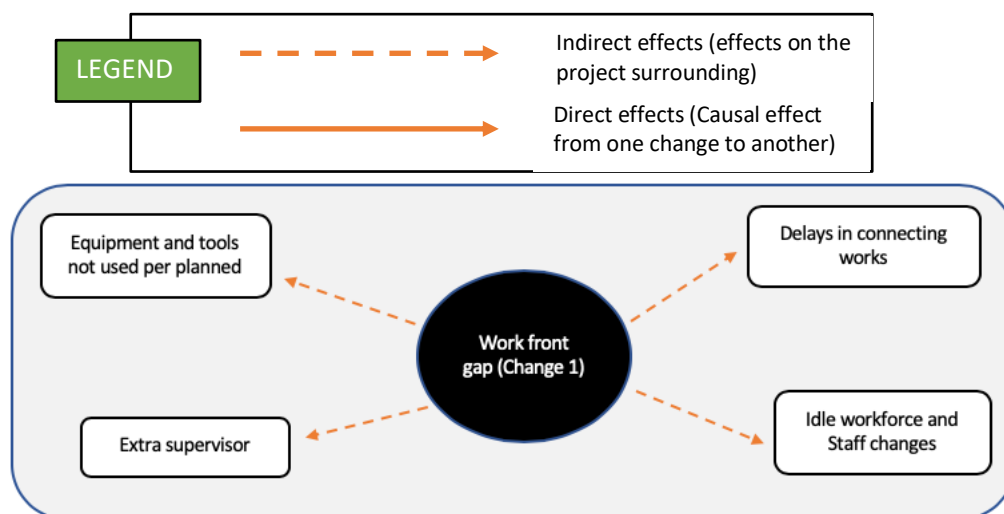 LEGEND
Indirect effects (effects on the
project surrounding)
Direct effects (Causal effect
from one change to another)
Equipment and tools
not used per planned
Delays in connecting
works
Work front
gap (Change 1)
Extra supervisor
Idle workforce and
Staff changes